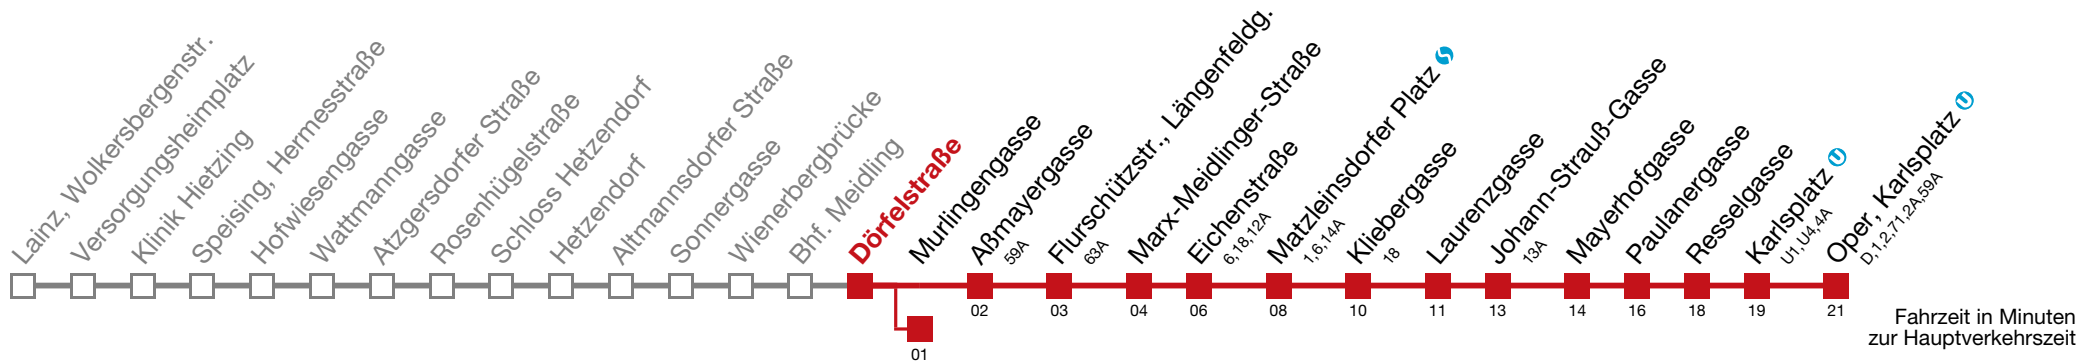 Lainz, Wolkersbergenstr.
Versorgungsheimplatz
Klinik Hietzing
Speising, Hermesstraße
Hofwiesengasse
Wattmanngasse
Atzgersdorfer Straße
Rosenhügelstraße
Schloss Hetzendorf
Hetzendorf
Altmannsdorfer Straße
Sonnergasse
Wienerbergbrücke
Bhf. Meidling
Dörfelstraße
Murlingengasse
01
Aßmayergasse
59A
02
Flurschützstr., Längenfeldg.
63A
03
Marx-Meidlinger-Straße
04
Eichenstraße
6,18,12A
06
Matzleinsdorfer Platz
1,6,14A
08
Kliebergasse
18
10
Laurenzgasse
11
Johann-Strauß-Gasse
13A
13
Mayerhofgasse
14
Paulanergasse
16
Resselgasse
18
Karlsplatz U
U1,U4,4A
19
Oper, Karlsplatz U
D,1,2,71,2A,59A
21
Fahrzeit in Minuten
zur Hauptverkehrszeit